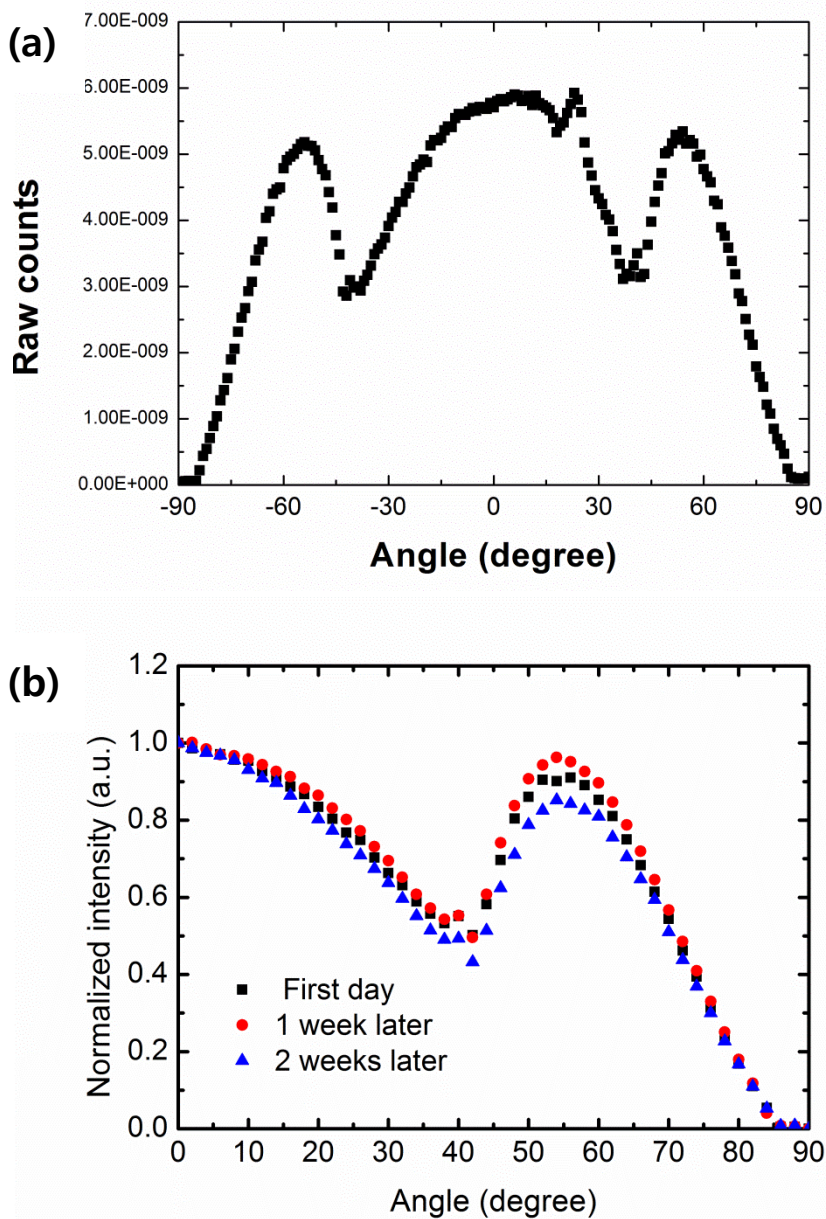 (a)
7.00E-009
6.00E-009
5.00E-009
4.00E-009
3.00E-009
2.00E-009
1.00E-009
0.00E+000
Raw counts
-90 -60 -30 0 30 60 90
Angle (degree)
(b)
1.2
1.0
0.8
0.6
0.4
0.2
0.0
Normalized intensity (a.u.)
First day
1 week later
2 weeks later
0 10 20 30 40 50 60 70 80 90
Angle (degree)